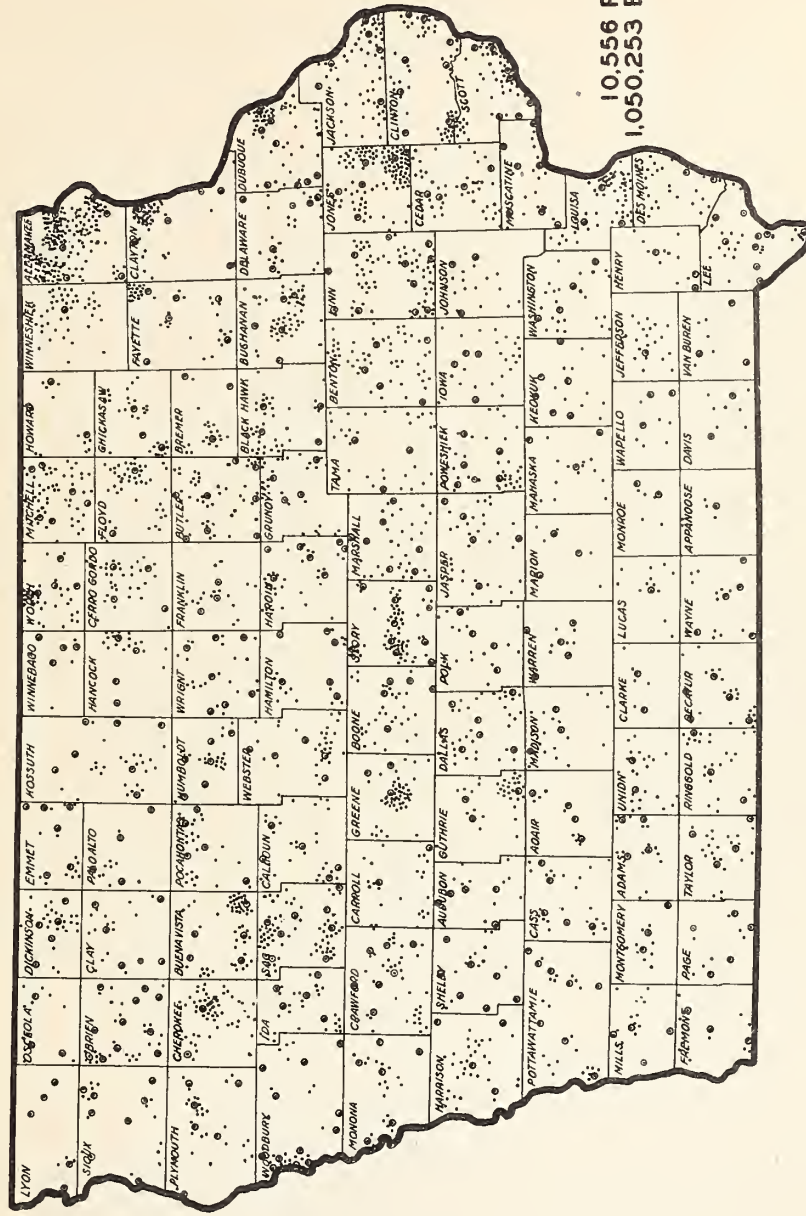 LYON
OSCEOLA
DICKINSON
EMMET
KOSSUTH
WINNEBAGO
WORTH
MITCHELL
HOWARD
WINNESHIEK
ALLAMAKEE
SIOUX
O'BRIEN
CLAY
PALO ALTO
HANCOCK
CERRO GORDO
FLOYD
CHICKASAW
FAYETTE
CLAYTON
PLYMOUTH
CHEROKEE
BUENA VISTA
POCAHONTAS
HUMBOLDT
WRIGHT
FRANKLIN
BUTLER
BREMER
WOODBURY
IDA
SAC
CALHOUN
WEBSTER
HAMILTON
HARDIN
GRUNDY
BLACK HAWK
BUCHANAN
DELAWARE
DUBUQUE
MONONA
CRAWFORD
CARROLL
GREENE
BOONE
STORY
MARSHALL
TAMA
BENTON
LINN
JONES
JACKSON
CLINTON
HARRISON
SHELBY
AUDUBON
GUTHRIE
DALLAS
POLK
JASPER
POWESHIEK
IOWA
JOHNSON
CEDAR
SCOTT
MUSCATINE
POTTAWATTAMIE
CASS
ADAIR
MADISON
WARREN
MARION
MAHASKA
KEOKUK
WASHINGTON
LOUISA
MILLS
MONTGOMERY
ADAMS
UNION
CLARKE
LUCAS
MONROE
WAPELLO
JEFFERSON
HENRY
DES MOINES
FREMONT
PAGE
TAYLOR
RINGGOLD
DECATUR
WAYNE
APPANOOSE
DAVIS
VAN BUREN
LEE
10,556
1,050,253